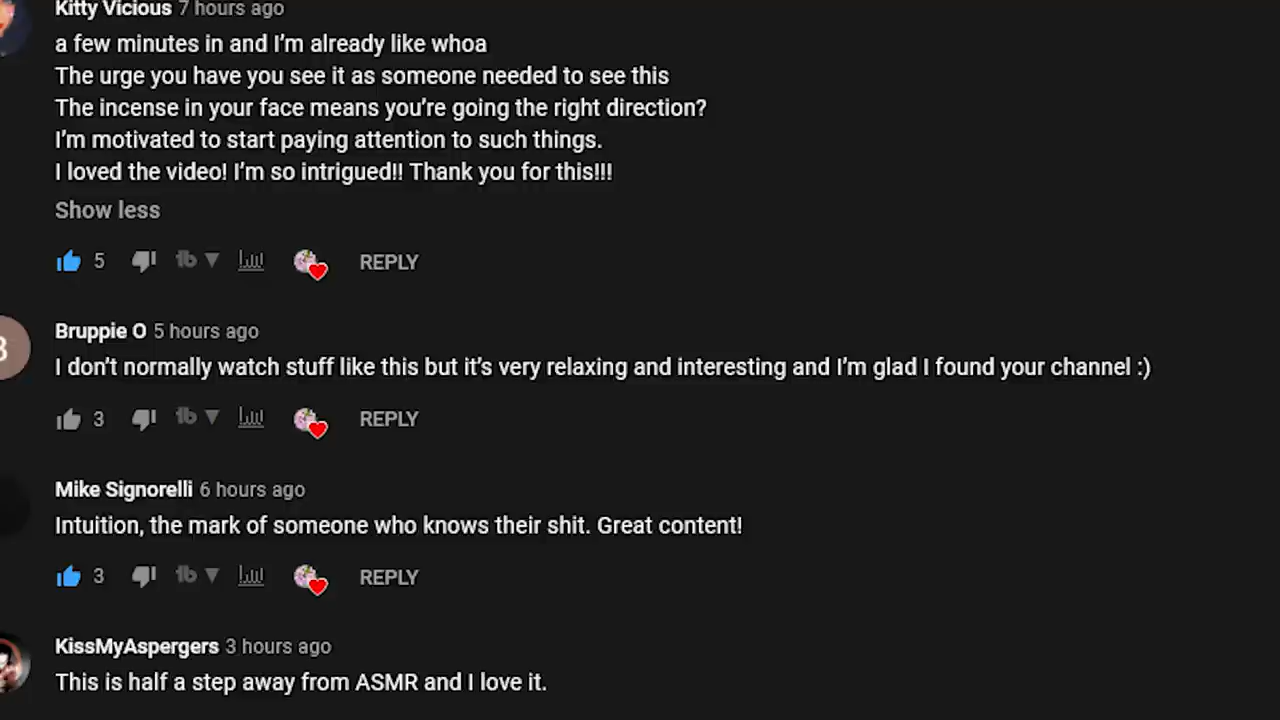 Kitty Vicious 7 hours ago
a few minutes in and I'm already like whoa
The urge you have you see it as someone needed to see this
The incense in your face means you're going the right direction?
I'm motivated to start paying attention to such things.
I loved the video! I'm so intrigued!! Thank you for this!!!
Show less
5 tb REPLY
B
Bruppie O 5 hours ago
I don't normally watch stuff like this but it's very relaxing and interesting and I'm glad I found your channel :)
3 tb REPLY
Mike Signorelli 6 hours ago
Intuition, the mark of someone who knows their shit. Great content!
3 tb REPLY
KissMyAspergers 3 hours ago
This is half a step away from ASMR and I love it.